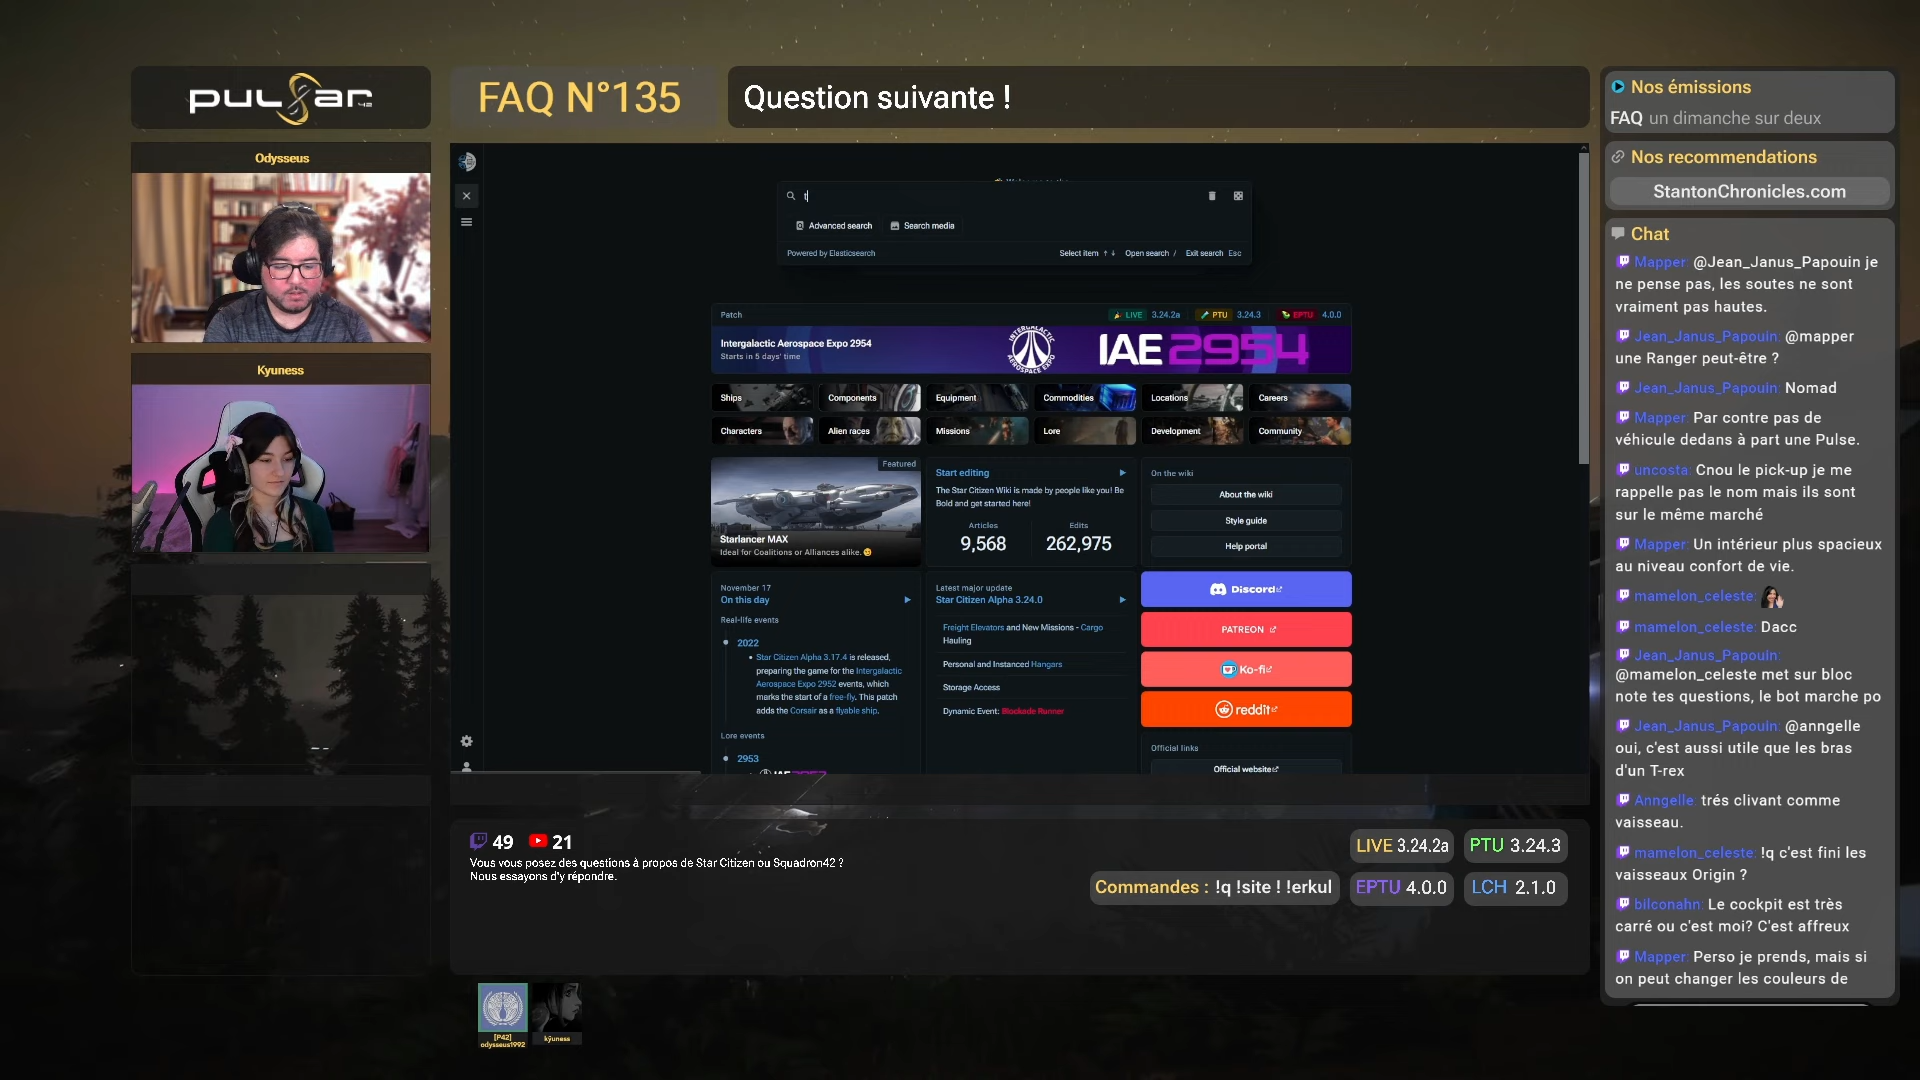 pulsar 42
FAQ N°135
Question suivante !
Odysseus
Kyuness
t
Advanced search
Search media
Powered by Elasticsearch
Select item ↑ ↓ Open search / Exit search Esc
Patch
LIVE 3.24.2a
PTU 3.24.3
EPTU 4.0.0
Intergalactic Aerospace Expo 2954
Starts in 5 days' time
INTERGALACTIC AEROSPACE EXPO
IAE 2954
Ships
Components
Equipment
Commodities
Locations
Careers
Characters
Alien races
Missions
Lore
Development
Community
Featured
Starlancer MAX
Ideal for Coalitions or Alliances alike.
Start editing
The Star Citizen Wiki is made by people like you! Be
Bold and get started here!
Articles
9,568
Edits
262,975
On the wiki
About the wiki
Style guide
Help portal
November 17
On this day
Real-life events
2022
Star Citizen Alpha 3.17.4 is released,
preparing the game for the Intergalactic
Aerospace Expo 2952 events, which
marks the start of a free-fly. This patch
adds the Corsair as a flyable ship.
Lore events
2953
Latest major update
Star Citizen Alpha 3.24.0
Freight Elevators and New Missions - Cargo
Hauling
Personal and Instanced Hangars
Storage Access
Dynamic Event: Blockade Runner
Discord
PATREON
Ko-fi
reddit
Official links
Official website
49
21
Vous vous posez des questions à propos de Star Citizen ou Squadron42 ?
Nous essayons d'y répondre.
LIVE 3.24.2a
PTU 3.24.3
Commandes : !q !site ! !erkul
EPTU 4.0.0
LCH 2.1.0
[P42]
odysseus1992
kÿuness
Nos émissions
FAQ un dimanche sur deux
Nos recommendations
StantonChronicles.com
Chat
Mapper: @Jean_Janus_Papouin je
ne pense pas, les soutes ne sont
vraiment pas hautes.
Jean_Janus_Papouin: @mapper
une Ranger peut-être ?
Jean_Janus_Papouin: Nomad
Mapper: Par contre pas de
véhicule dedans à part une Pulse.
uncosta: Cnou le pick-up je me
rappelle pas le nom mais ils sont
sur le même marché
Mapper: Un intérieur plus spacieux
au niveau confort de vie.
mamelon_celeste:
mamelon_celeste: Dacc
Jean_Janus_Papouin:
@mamelon_celeste met sur bloc
note tes questions, le bot marche po
Jean_Janus_Papouin: @anngelle
oui, c'est aussi utile que les bras
d'un T-rex
Anngelle: trés clivant comme
vaisseau.
mamelon_celeste: !q c'est fini les
vaisseaux Origin ?
bilconahn: Le cockpit est très
carré ou c'est moi? C'est affreux
Mapper: Perso je prends, mais si
on peut changer les couleurs de